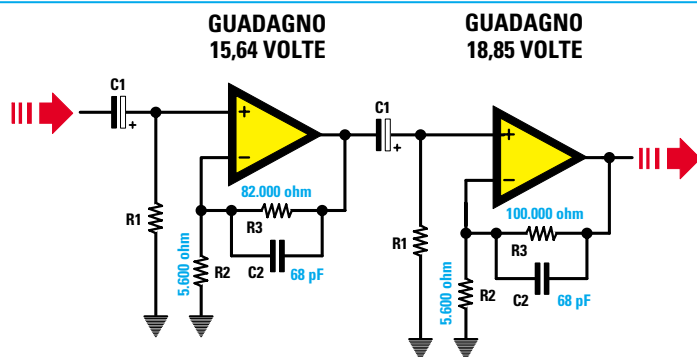 GUADAGNO
15,64 VOLTE
GUADAGNO
18,85 VOLTE
C1
+
+
−
82.000 ohm
R3
R1
5.600 ohm
R2
C2
68 pF
C1
+
+
−
100.000 ohm
R3
R1
5.600 ohm
R2
C2
68 pF